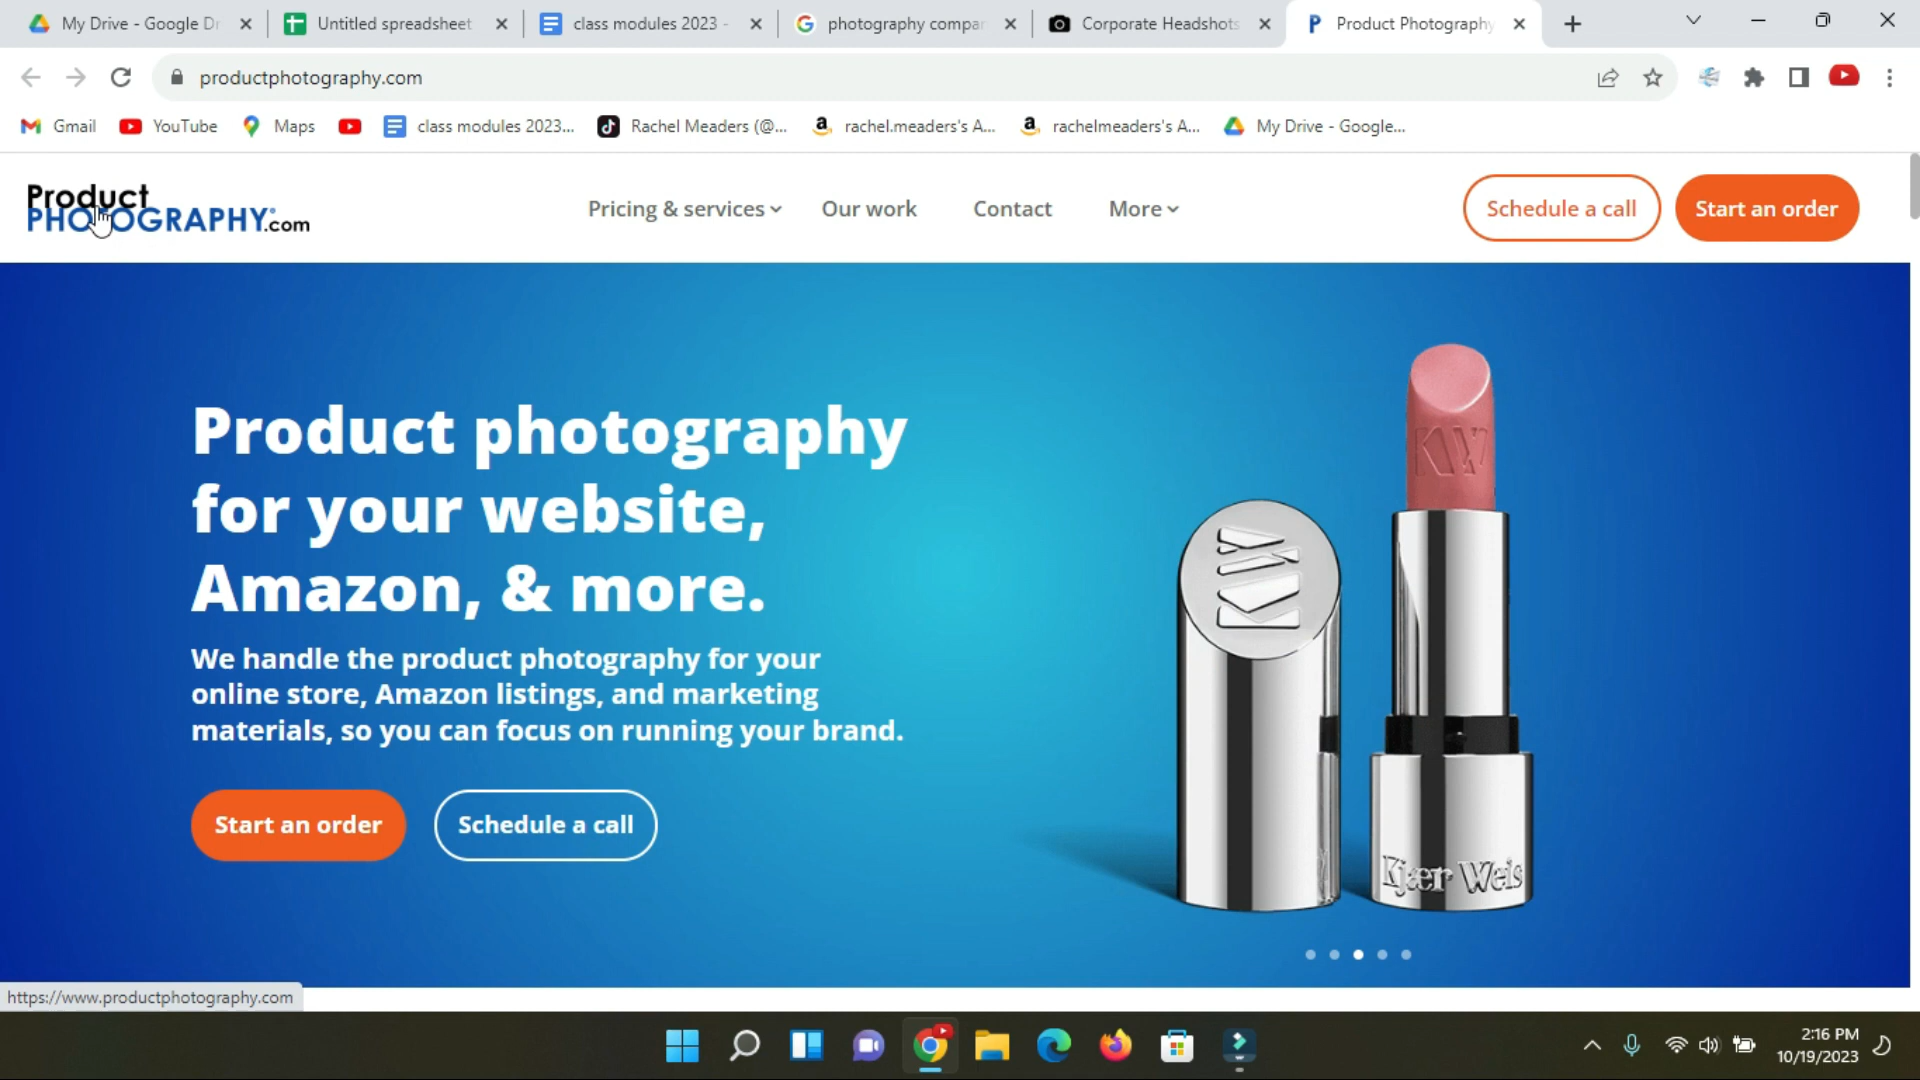 My Drive - Google Dr
Untitled spreadsheet
class modules 2023 -
photography compan
Corporate Headshots
Product Photography
productphotography.com
Gmail
YouTube
Maps
class modules 2023...
Rachel Meaders (@...
rachel.meaders's A...
rachelmeaders's A...
My Drive - Google...
Product
PHOTOGRAPHY.com
Pricing & services
Our work
Contact
More
Schedule a call
Start an order
Product photography
for your website,
Amazon, & more.
We handle the product photography for your
online store, Amazon listings, and marketing
materials, so you can focus on running your brand.
Start an order
Schedule a call
KW
KW
Kjær Weis
https://www.productphotography.com
2:16 PM
10/19/2023